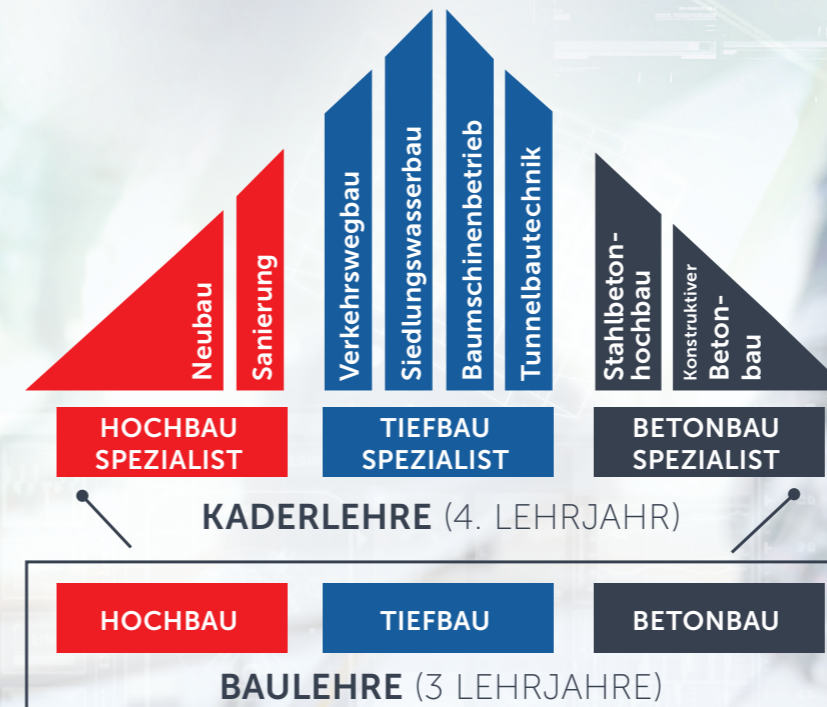 Neubau
Sanierung
Verkehrswegbau
Siedlungswasserbau
Baumschinenbetrieb
Tunnelbautechnik
Stahlbeton-
hochbau
Konstruktiver
Beton-
bau
HOCHBAU
SPEZIALIST
TIEFBAU
SPEZIALIST
BETONBAU
SPEZIALIST
KADERLEHRE (4. LEHRJAHR)
HOCHBAU
TIEFBAU
BETONBAU
BAULEHRE (3 LEHRJAHRE)